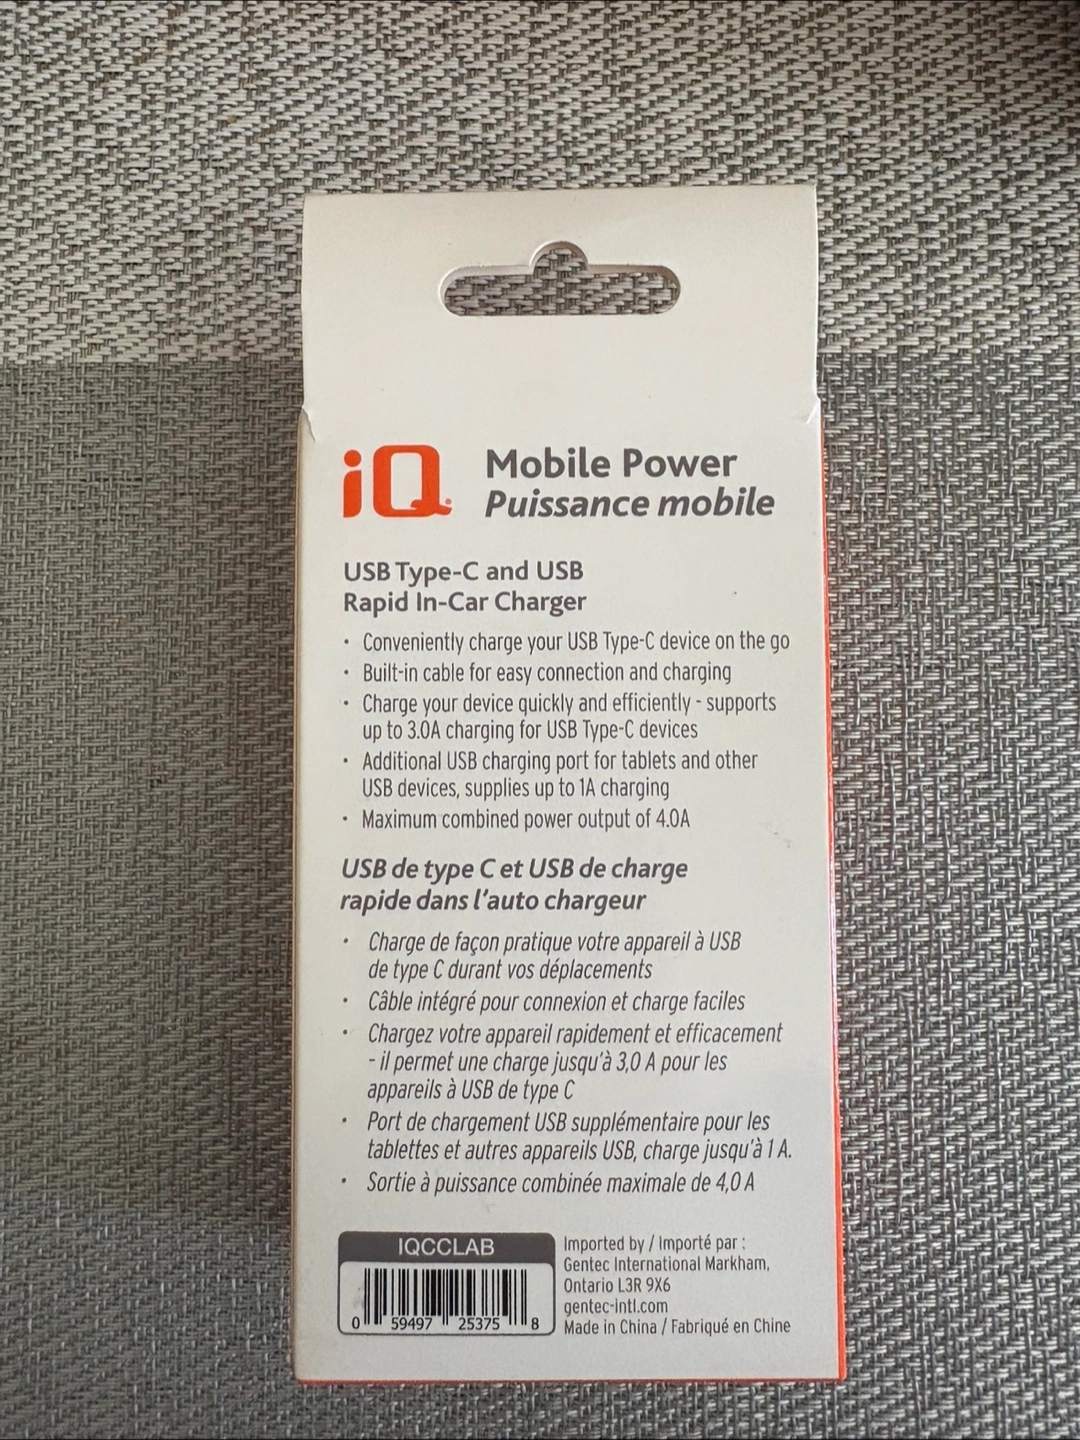 iQ
Mobile Power
Puissance mobile
USB Type-C and USB
Rapid In-Car Charger
• Conveniently charge your USB Type-C device on the go
• Built-in cable for easy connection and charging
• Charge your device quickly and efficiently - supports
up to 3.0A charging for USB Type-C devices
• Additional USB charging port for tablets and other
USB devices, supplies up to 1A charging
• Maximum combined power output of 4.0A
USB de type C et USB de charge
rapide dans l'auto chargeur
• Charge de façon pratique votre appareil à USB
de type C durant vos déplacements
• Câble intégré pour connexion et charge faciles
• Chargez votre appareil rapidement et efficacement
- il permet une charge jusqu'à 3,0 A pour les
appareils à USB de type C
• Port de chargement USB supplémentaire pour les
tablettes et autres appareils USB, charge jusqu'à 1 A.
• Sortie à puissance combinée maximale de 4,0 A
IQCCLAB
0 59497 25375 8
Imported by / Importé par :
Gentec International Markham,
Ontario L3R 9X6
gentec-intl.com
Made in China / Fabriqué en Chine